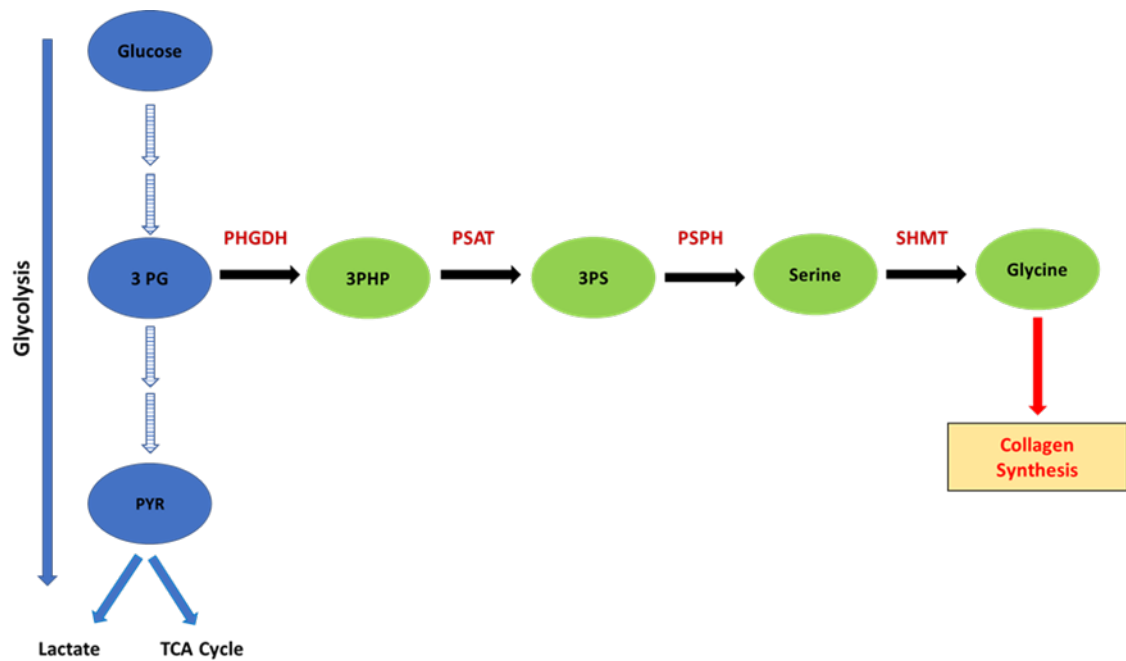 Glucose
PHGDH
PSAT
PSPH
SHMT
3 PG
3PHP
3PS
Serine
Glycine
Glycolysis
Collagen
Synthesis
PYR
Lactate
TCA Cycle